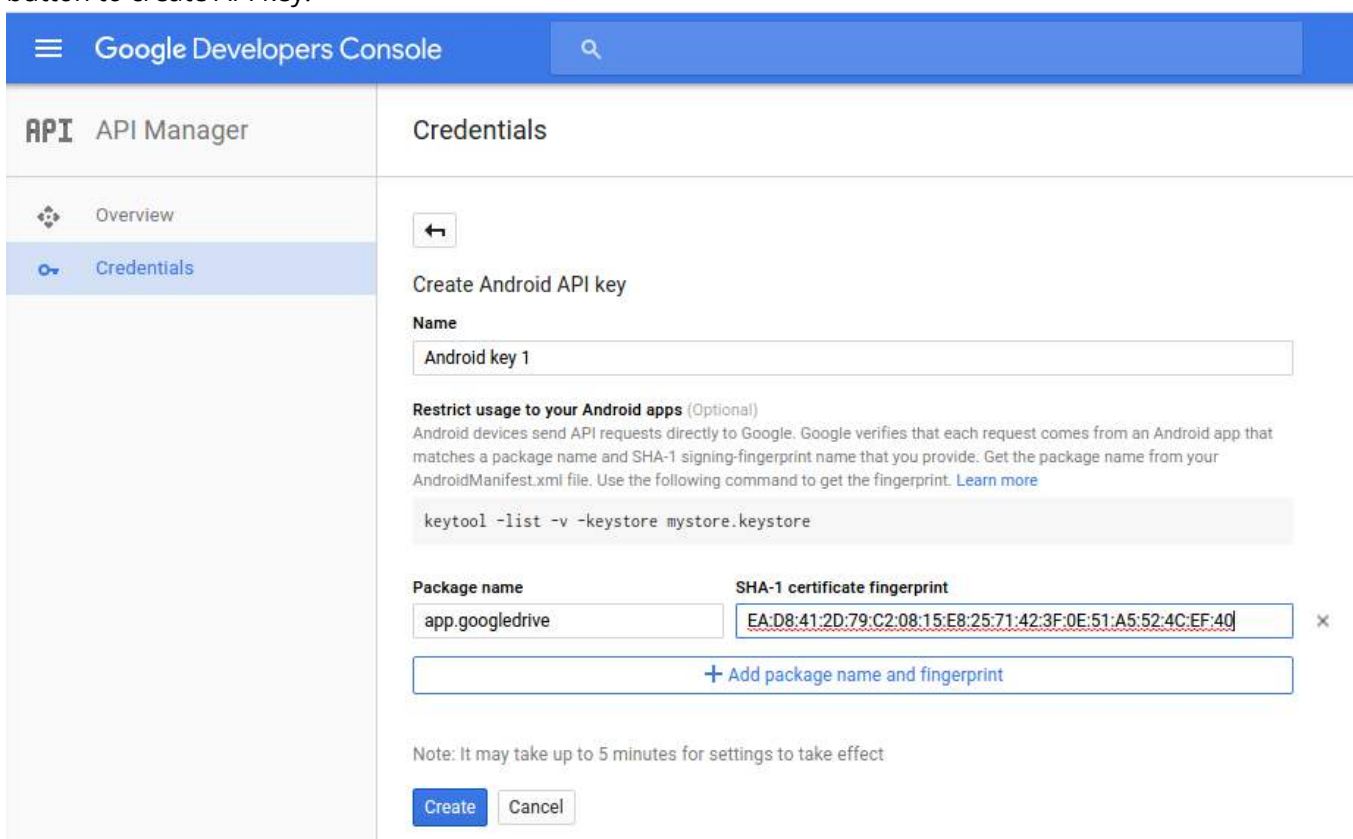 button to create API key.
Google Developers Console
API API Manager
Credentials
Overview
Credentials
Create Android API key
Name
Android key 1
Restrict usage to your Android apps (Optional)
Android devices send API requests directly to Google. Google verifies that each request comes from an Android app that
matches a package name and SHA-1 signing-fingerprint name that you provide. Get the package name from your
AndroidManifest.xml file. Use the following command to get the fingerprint. Learn more
keytool -list -v -keystore mystore.keystore
Package name SHA-1 certificate fingerprint
app.googledrive EA:D8:41:2D:79:C2:08:15:E8:25:71:42:3F:0E:51:A5:52:4C:EF:40
+ Add package name and fingerprint
Note: It may take up to 5 minutes for settings to take effect
Create Cancel